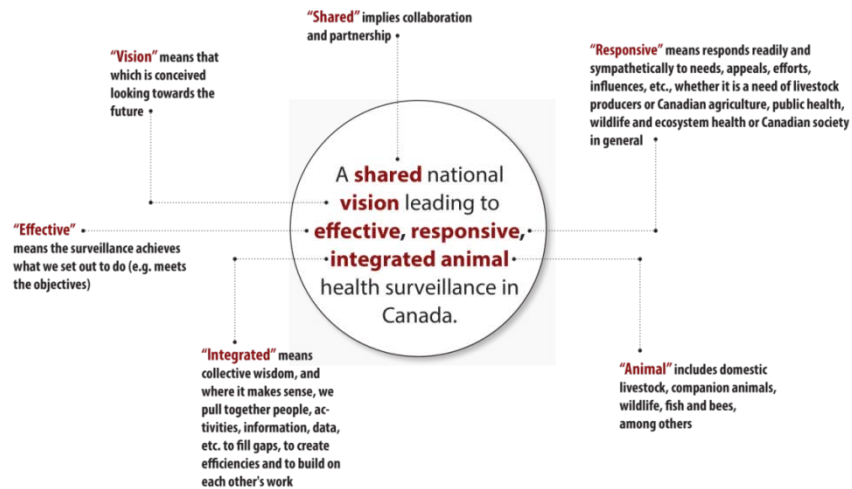 “Shared” implies collaboration
and partnership
“Vision” means that
which is conceived
looking towards the
future
“Responsive” means responds readily and
sympathetically to needs, appeals, efforts,
influences, etc., whether it is a need of livestock
producers or Canadian agriculture, public health,
wildlife and ecosystem health or Canadian society
in general
A shared national
vision leading to
effective, responsive,
integrated animal
health surveillance in
Canada.
“Effective”
means the surveillance achieves
what we set out to do (e.g. meets
the objectives)
“Integrated” means
collective wisdom, and
where it makes sense, we
pull together people, ac-
tivities, information, data,
etc. to fill gaps, to create
efficiencies and to build on
each other's work
“Animal” includes domestic
livestock, companion animals,
wildlife, fish and bees,
among others